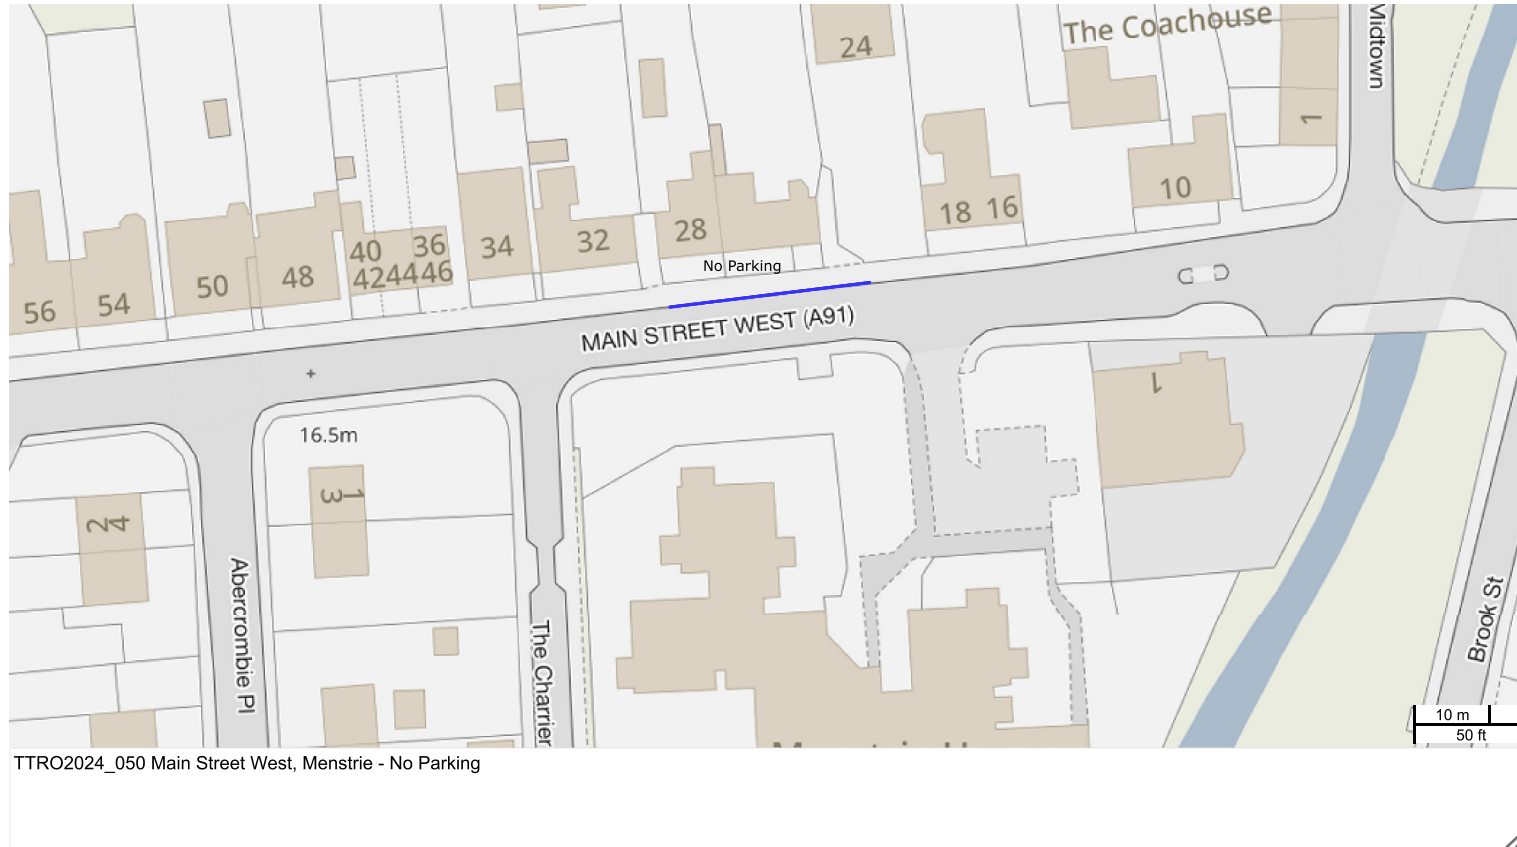 The Coachouse
24
Midtown
1
10
18 16
28
32
34
36
40
424446
48
50
54
56
No Parking
MAIN STREET WEST (A91)
1
16.5m
1
3
4
2
Abercrombie Pl
The Charrier
Brook St
10 m
50 ft
TTRO2024_050 Main Street West, Menstrie - No Parking